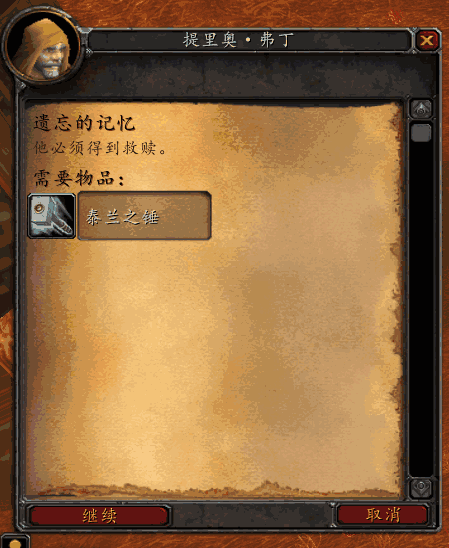 提里奥·弗丁
遗忘的记忆
他必须得到救赎。
需要物品：
泰兰之锤
继续
取消